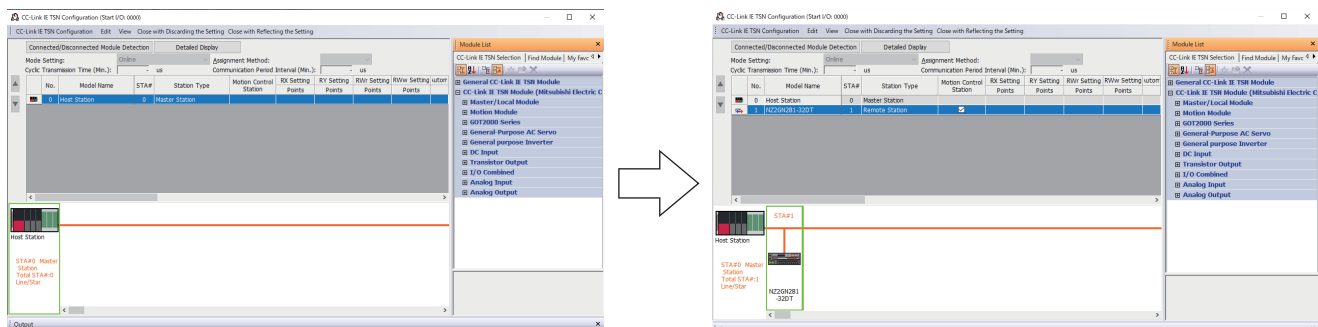 CC-Link IE TSN Configuration (Start I/O: 0000)
CC-Link IE TSN Configuration Edit View Close with Discarding the Setting Close with Reflecting the Setting
Connected/Disconnected Module Detection Detailed Display
Mode Setting: Online Assignment Method:
Cyclic Transmission Time (Min.): - us Communication Period Interval (Min.): - us
No. Model Name STA# Station Type Motion Control Station RX Setting RY Setting RWr Setting RWw Setting utom
Points Points Points Points
0 Host Station 0 Master Station
Host Station
STA#0 Master
Station
Total STA#:0
Line/Star
Output
Module List
CC-Link IE TSN Selection Find Module My Favc
General CC-Link IE TSN Module
CC-Link IE TSN Module (Mitsubishi Electric C
Master/Local Module
Motion Module
GOT2000 Series
General-Purpose AC Servo
General purpose Inverter
DC Input
Transistor Output
I/O Combined
Analog Input
Analog Output
CC-Link IE TSN Configuration (Start I/O: 0000)
CC-Link IE TSN Configuration Edit View Close with Discarding the Setting Close with Reflecting the Setting
Connected/Disconnected Module Detection Detailed Display
Mode Setting: Online Assignment Method:
Cyclic Transmission Time (Min.): - us Communication Period Interval (Min.): - us
No. Model Name STA# Station Type Motion Control Station RX Setting RY Setting RWr Setting RWw Setting utom
Points Points Points Points
0 Host Station 0 Master Station
1 NZ2GN2B1-32DT 1 Remote Station
STA#1
Host Station
STA#0 Master
Station
Total STA#:1
Line/Star
NZ2GN2B1
-32DT
Module List
CC-Link IE TSN Selection Find Module My Favc
General CC-Link IE TSN Module
CC-Link IE TSN Module (Mitsubishi Electric C
Master/Local Module
Motion Module
GOT2000 Series
General-Purpose AC Servo
General purpose Inverter
DC Input
Transistor Output
I/O Combined
Analog Input
Analog Output